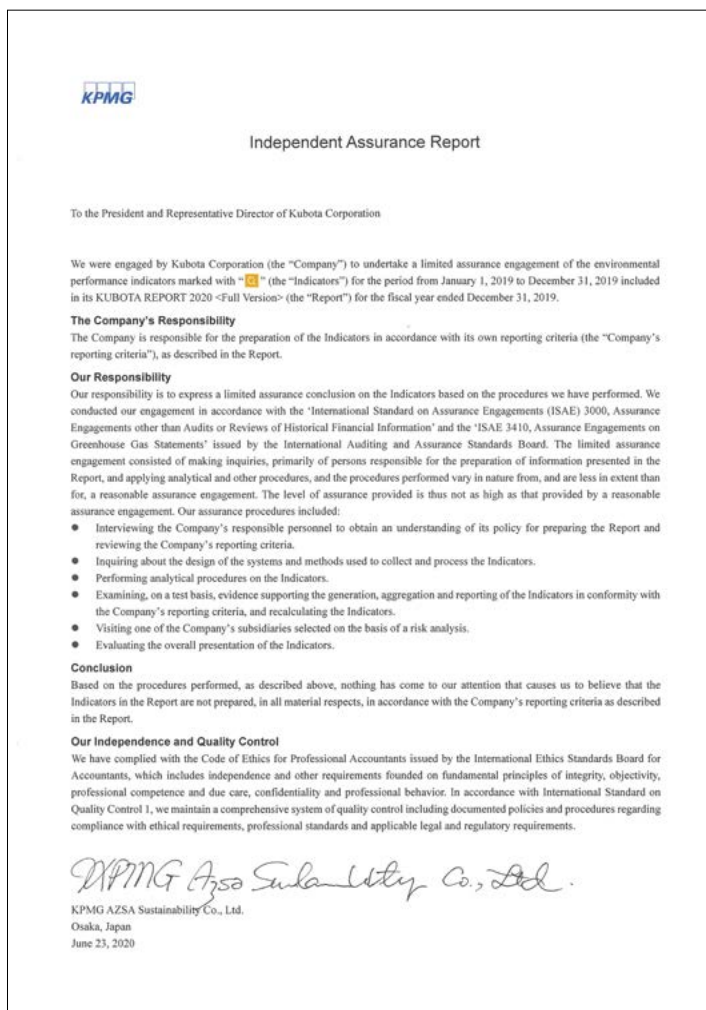 KPMG
Independent Assurance Report
To the President and Representative Director of Kubota Corporation
We were engaged by Kubota Corporation (the “Company”) to undertake a limited assurance engagement of the environmental
performance indicators marked with “ ” (the “Indicators”) for the period from January 1, 2019 to December 31, 2019 included
in its KUBOTA REPORT 2020 <Full Version> (the “Report”) for the fiscal year ended December 31, 2019.
The Company’s Responsibility
The Company is responsible for the preparation of the Indicators in accordance with its own reporting criteria (the “Company’s
reporting criteria”), as described in the Report.
Our Responsibility
Our responsibility is to express a limited assurance conclusion on the Indicators based on the procedures we have performed. We
conducted our engagement in accordance with the ‘International Standard on Assurance Engagements (ISAE) 3000, Assurance
Engagements other than Audits or Reviews of Historical Financial Information’ and the ‘ISAE 3410, Assurance Engagements on
Greenhouse Gas Statements’ issued by the International Auditing and Assurance Standards Board. The limited assurance
engagement consisted of making inquiries, primarily of persons responsible for the preparation of information presented in the
Report, and applying analytical and other procedures, and the procedures performed vary in nature from, and are less in extent than
for, a reasonable assurance engagement. The level of assurance provided is thus not as high as that provided by a reasonable
assurance engagement. Our assurance procedures included:
● Interviewing the Company’s responsible personnel to obtain an understanding of its policy for preparing the Report and
reviewing the Company’s reporting criteria.
● Inquiring about the design of the systems and methods used to collect and process the Indicators.
● Performing analytical procedures on the Indicators.
● Examining, on a test basis, evidence supporting the generation, aggregation and reporting of the Indicators in conformity with
the Company’s reporting criteria, and recalculating the Indicators.
● Visiting one of the Company’s subsidiaries selected on the basis of a risk analysis.
● Evaluating the overall presentation of the Indicators.
Conclusion
Based on the procedures performed, as described above, nothing has come to our attention that causes us to believe that the
Indicators in the Report are not prepared, in all material respects, in accordance with the Company’s reporting criteria as described
in the Report.
Our Independence and Quality Control
We have complied with the Code of Ethics for Professional Accountants issued by the International Ethics Standards Board for
Accountants, which includes independence and other requirements founded on fundamental principles of integrity, objectivity,
professional competence and due care, confidentiality and professional behavior. In accordance with International Standard on
Quality Control 1, we maintain a comprehensive system of quality control including documented policies and procedures regarding
compliance with ethical requirements, professional standards and applicable legal and regulatory requirements.
KPMG Azsa Sustainability Co., Ltd.
KPMG AZSA Sustainability Co., Ltd.
Osaka, Japan
June 23, 2020